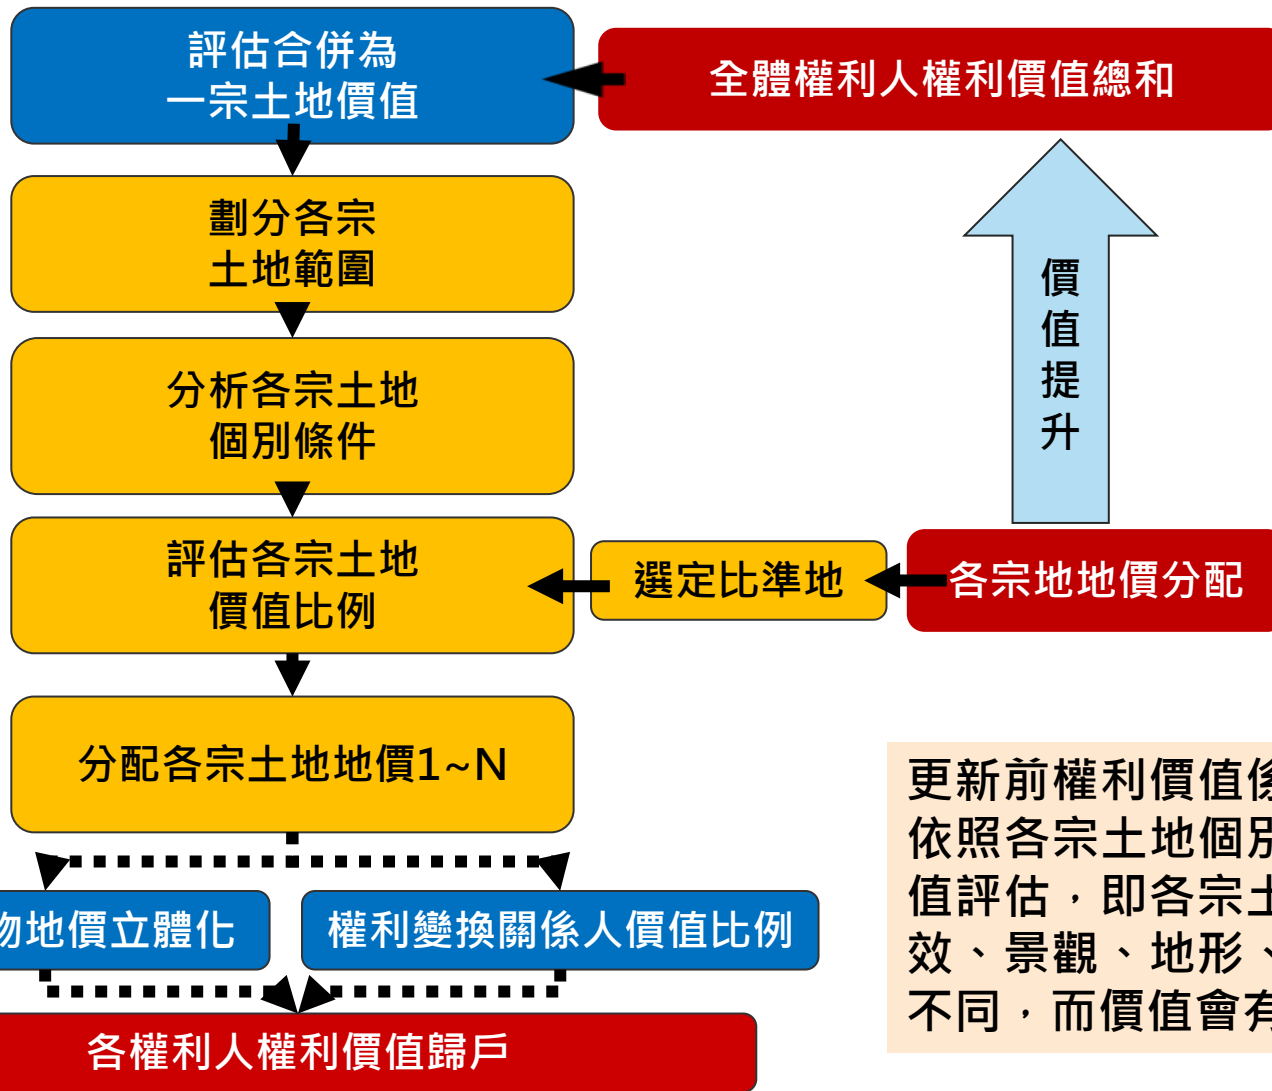 評估合併為
一宗土地價值
全體權利人權利價值總和
劃分各宗
土地範圍
價
值
提
升
分析各宗土地
個別條件
評估各宗土地
價值比例
選定比準地
各宗地地價分配
分配各宗土地地價1~N
更新前權利價值係
依照各宗土地個別
值評估，即各宗土
效、景觀、地形、
不同，而價值會有
物地價立體化
權利變換關係人價值比例
各權利人權利價值歸戶